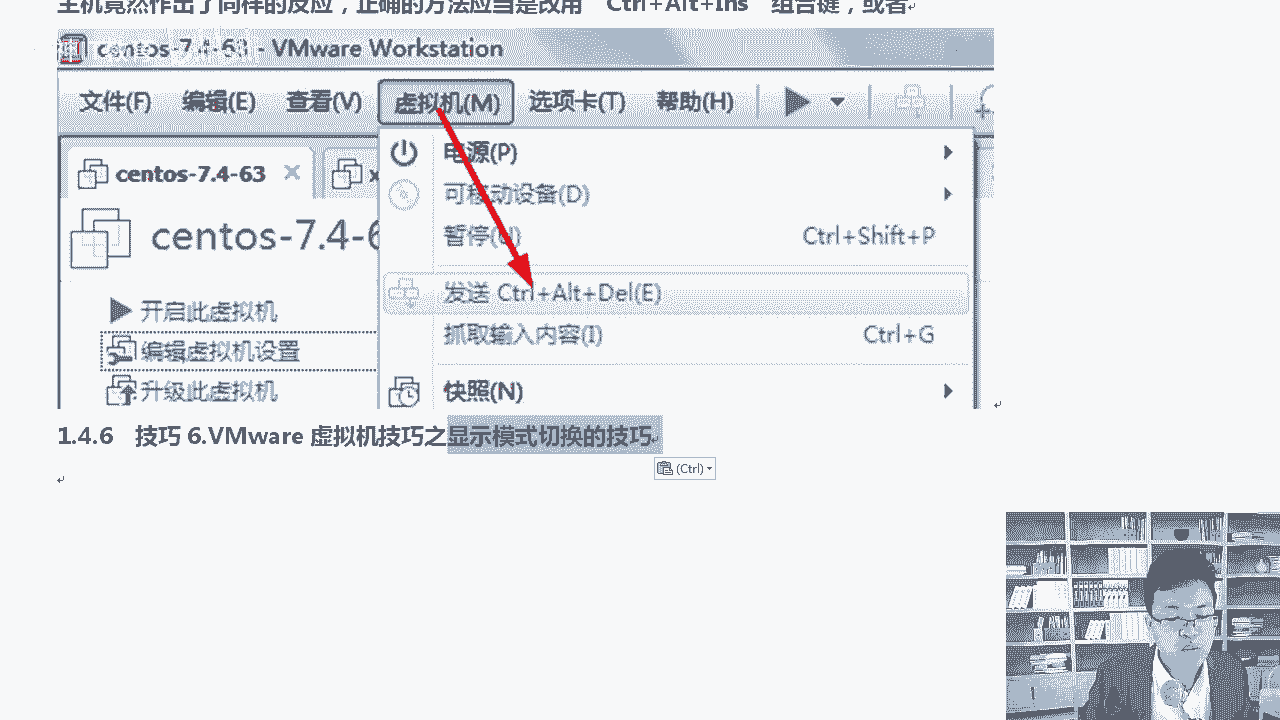 主机竟然作出了同样的反应，正确的方法应当是改用 "Ctrl+Alt+Ins" 组合键，或者
centos-7.4-63 - VMware Workstation
文件(F) 编辑(E) 查看(V) 虚拟机(M) 选项卡(T) 帮助(H)
centos-7.4-63
电源(P)
可移动设备(D)
centos-7.4-6
暂停(U) Ctrl+Shift+P
发送 Ctrl+Alt+Del(E)
开启此虚拟机
抓取输入内容(I) Ctrl+G
编辑虚拟机设置
升级此虚拟机
快照(N)
1.4.6 技巧 6.VMware 虚拟机技巧之显示模式切换的技巧
(Ctrl)